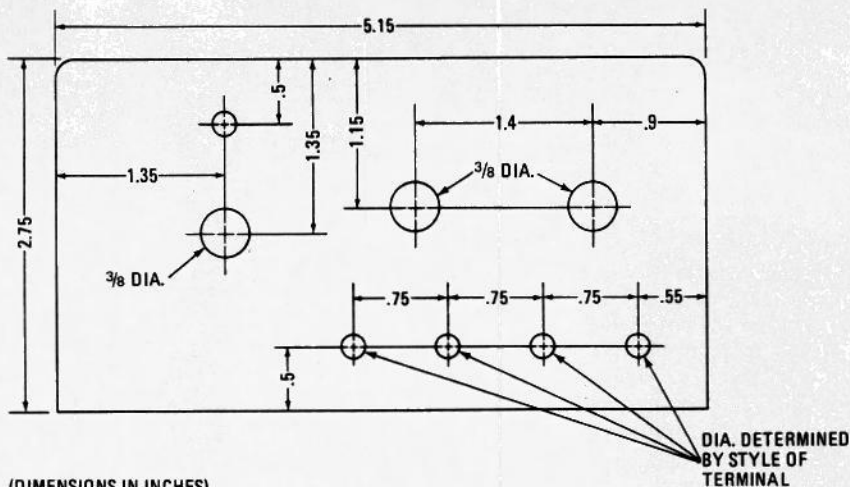 5.15
.5
1.35
1.15
1.4
.9
1.35
3/8 DIA.
2.75
3/8 DIA.
.75
.75
.75
.55
.5
DIA. DETERMINED
BY STYLE OF
TERMINAL
(DIMENSIONS IN INCHES)